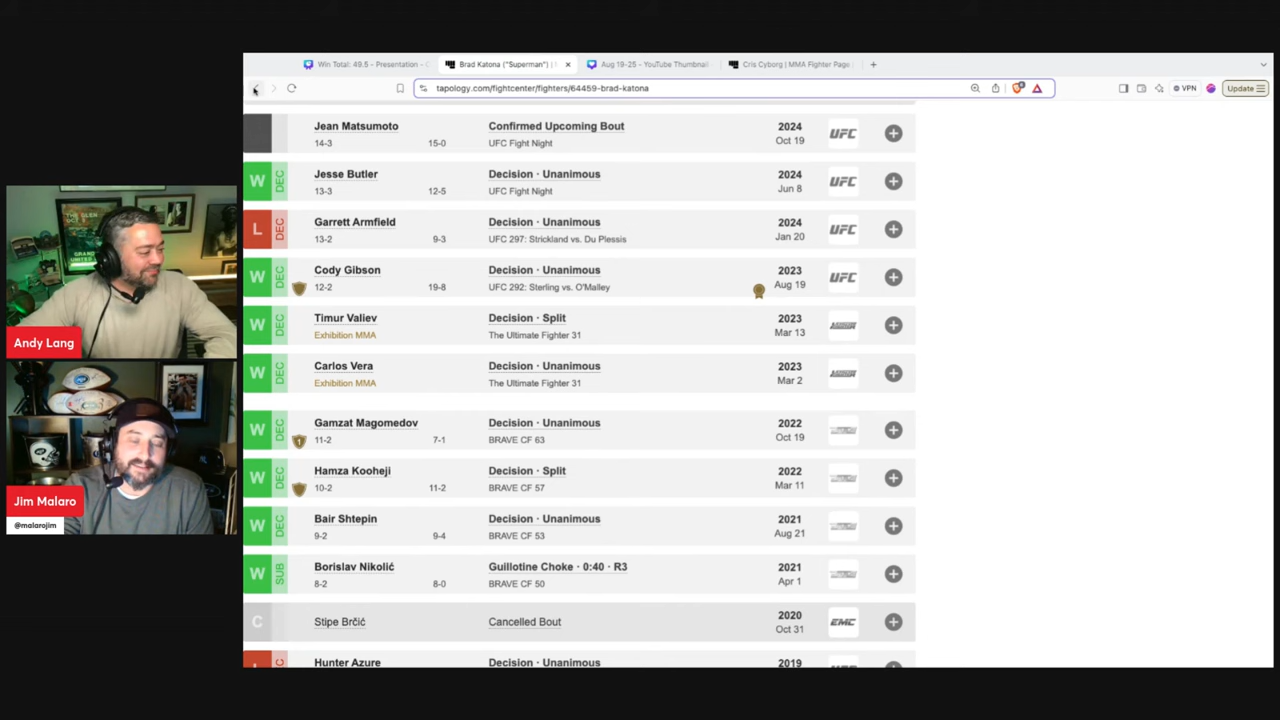 Win Total: 49.5 - Presentation - C
Brad Katona ("Superman") |
Aug 19-25 - YouTube Thumbnail
Cris Cyborg | MMA Fighter Page
tapology.com/fightcenter/fighters/64459-brad-katona
VPN
Update
Jean Matsumoto
Confirmed Upcoming Bout
2024
14-3
15-0
UFC Fight Night
Oct 19
UFC
W
DEC
Jesse Butler
Decision · Unanimous
2024
13-3
12-5
UFC Fight Night
Jun 8
UFC
L
DEC
Garrett Armfield
Decision · Unanimous
2024
13-2
9-3
UFC 297: Strickland vs. Du Plessis
Jan 20
UFC
W
DEC
Cody Gibson
Decision · Unanimous
2023
12-2
19-8
UFC 292: Sterling vs. O'Malley
Aug 19
UFC
W
DEC
Timur Valiev
Decision · Split
2023
Exhibition MMA
The Ultimate Fighter 31
Mar 13
W
DEC
Carlos Vera
Decision · Unanimous
2023
Exhibition MMA
The Ultimate Fighter 31
Mar 2
W
DEC
Gamzat Magomedov
Decision · Unanimous
2022
11-2
7-1
BRAVE CF 63
Oct 19
W
DEC
Hamza Kooheji
Decision · Split
2022
10-2
11-2
BRAVE CF 57
Mar 11
W
DEC
Bair Shtepin
Decision · Unanimous
2021
9-2
9-4
BRAVE CF 53
Aug 21
W
SUB
Borislav Nikolić
Guillotine Choke · 0:40 · R3
2021
8-2
8-0
BRAVE CF 50
Apr 1
C
Stipe Brčić
Cancelled Bout
2020
Oct 31
EMC
Hunter Azure
Decision · Unanimous
2019
Andy Lang
Jim Malaro
@malarojim